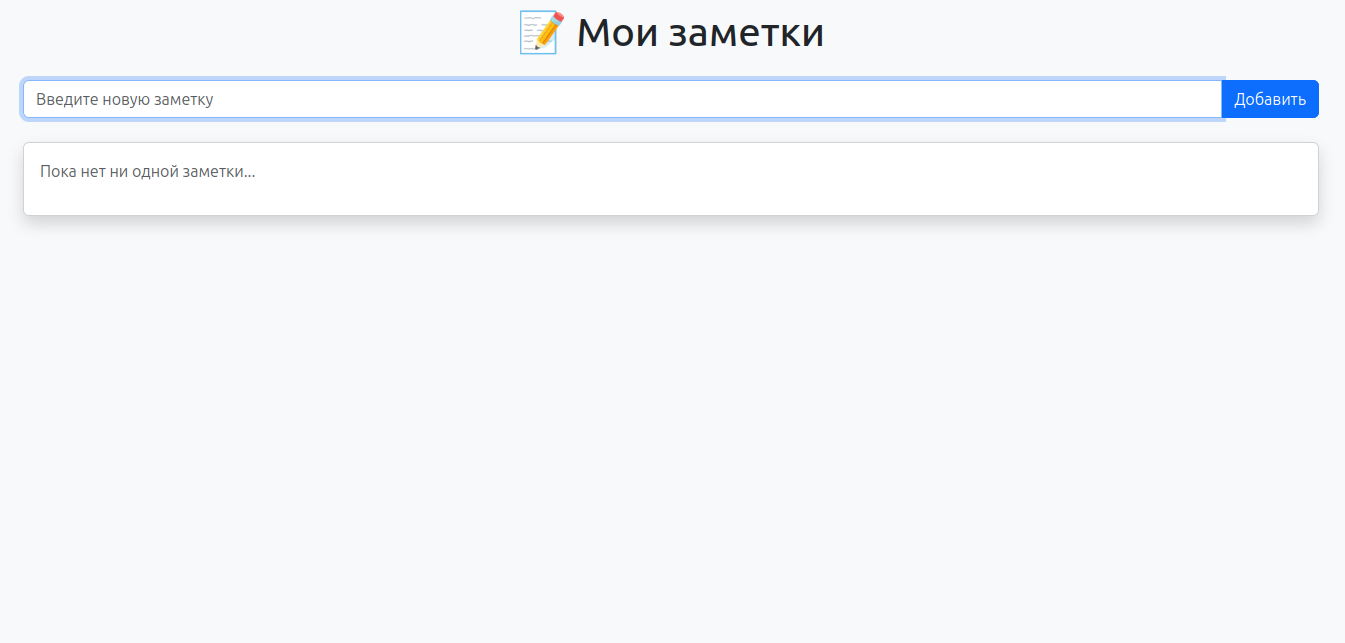 Мои заметки
Введите новую заметку
Добавить
Пока нет ни одной заметки...